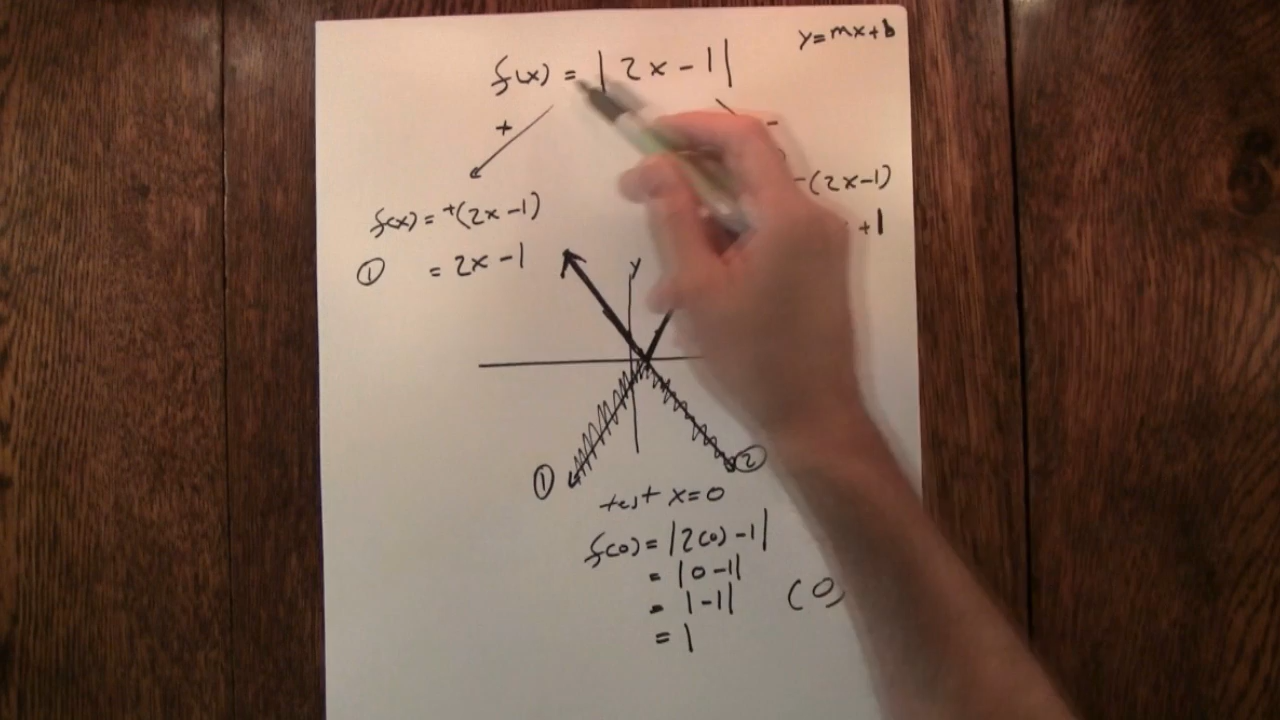 y=mx+b
f(x) = |2x-1|
+ -
-(2x-1)
f(x) = +(2x-1)
+1
① = 2x-1
y
① ②
test x=0
f(0) = |2(0)-1|
= |0-1|
= |-1| (0,
= 1